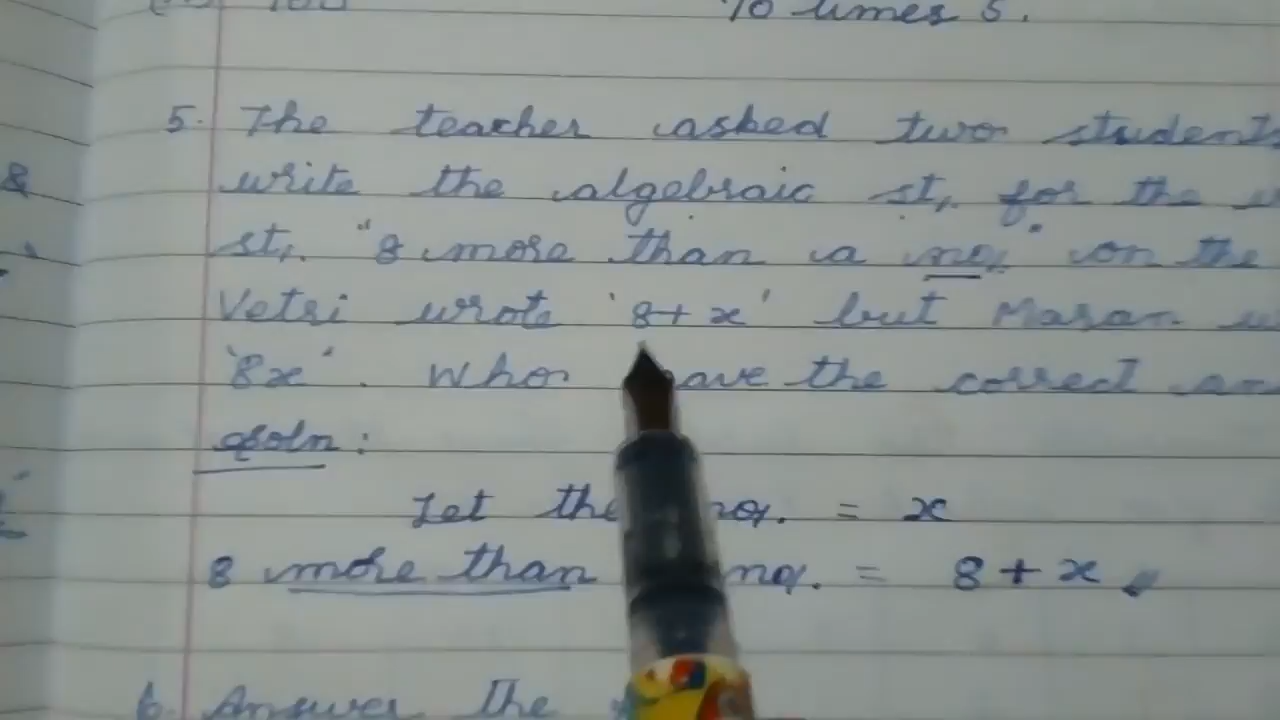 10 times 5.
5. The teacher asked two students
write the algebraic st, for the
st, "8 more than a no," on the
Vetri wrote '8 + x' but Maran
'8x'. Who have the correct
Soln:
Let the no, = x
8 more than no, = 8 + x
6. Answer the